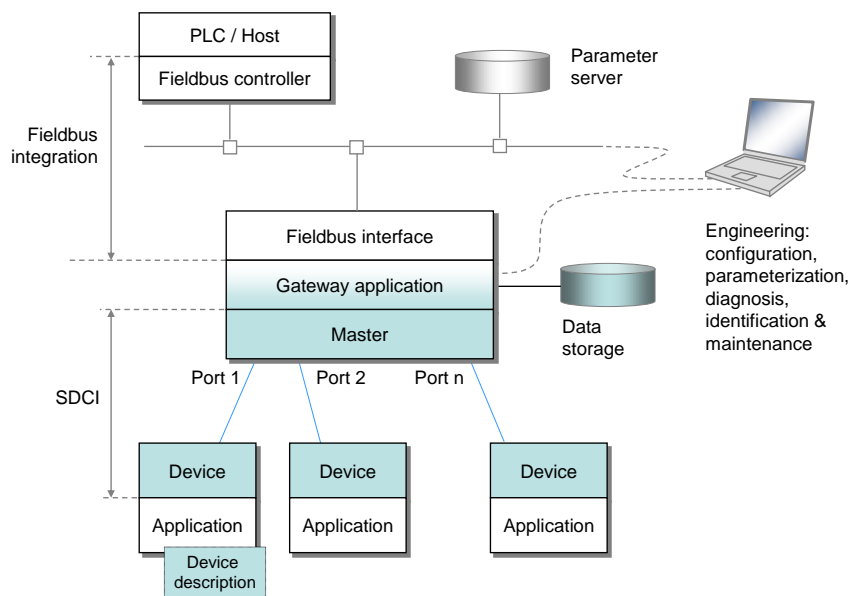 PLC / Host
Fieldbus controller
Parameter
server
Fieldbus
integration
Fieldbus interface
Gateway application
Master
Data
storage
Engineering:
configuration,
parameterization,
diagnosis,
identification &
maintenance
Port 1
Port 2
Port n
SDCI
Device
Device
Device
Application
Application
Application
Device
description